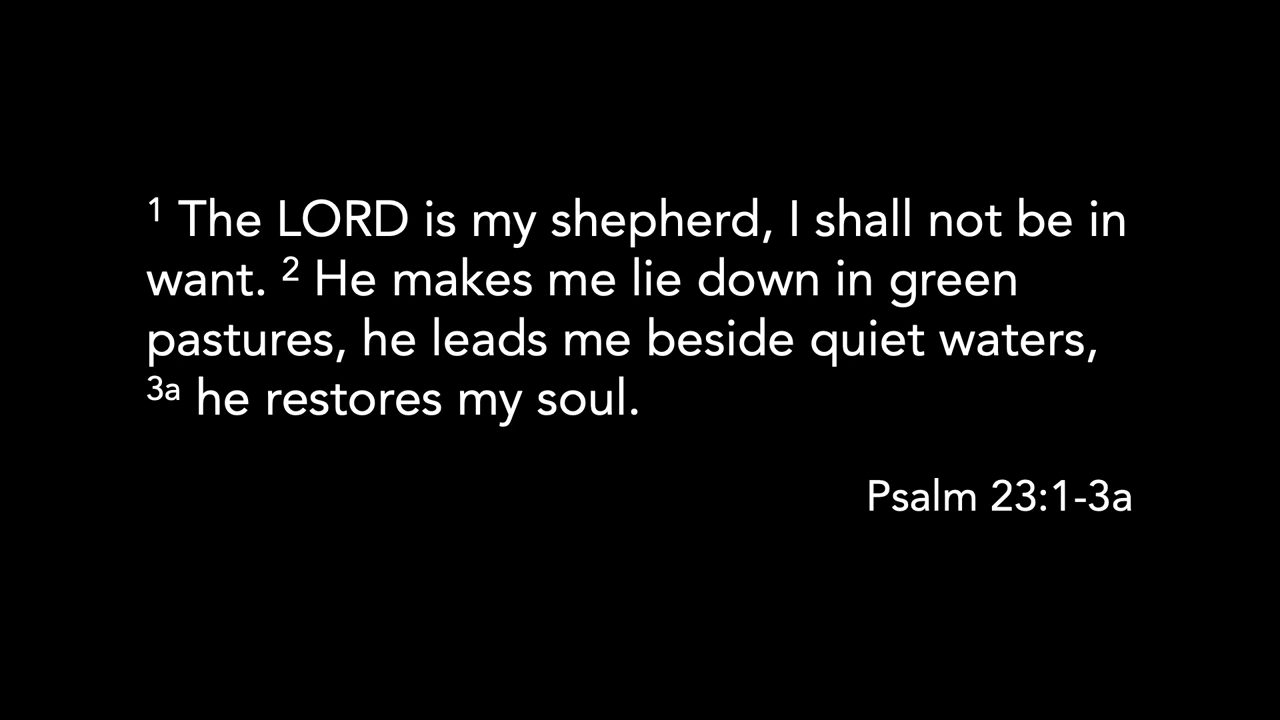 1 The LORD is my shepherd, I shall not be in
want. 2 He makes me lie down in green
pastures, he leads me beside quiet waters,
3a he restores my soul.
Psalm 23:1-3a